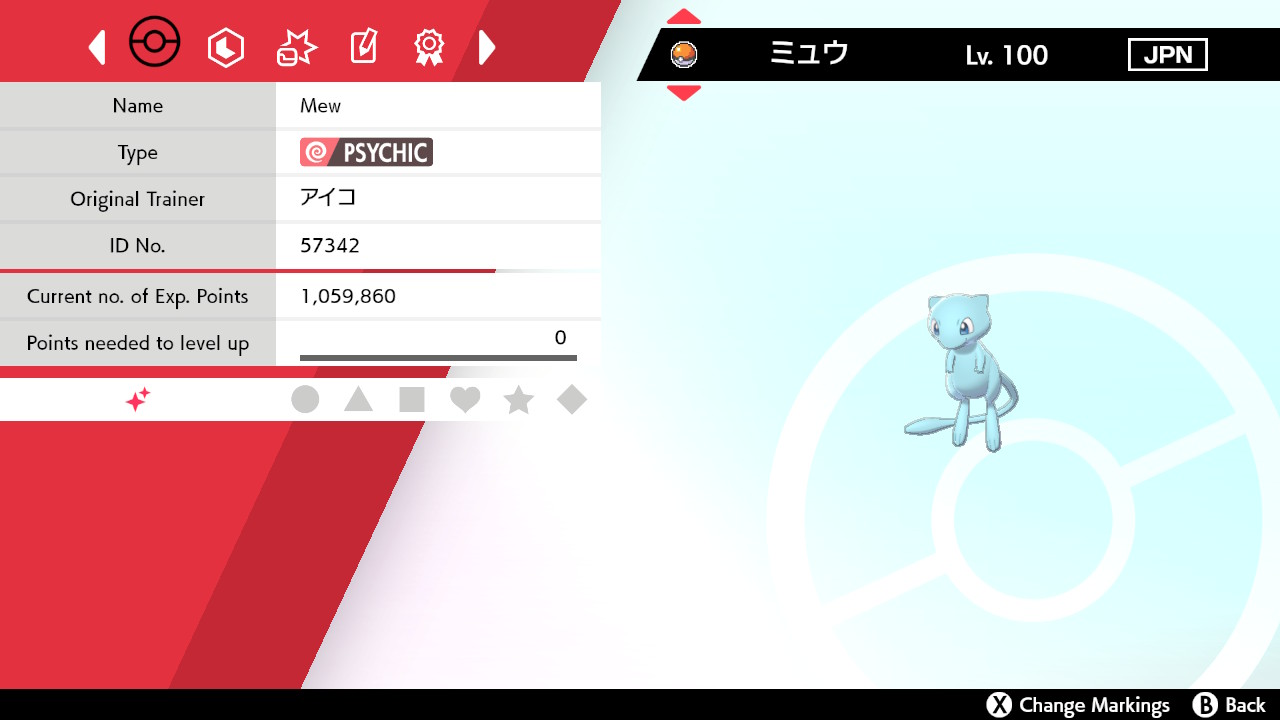 ミュウ Lv. 100 JPN
Name Mew
Type PSYCHIC
Original Trainer アイコ
ID No. 57342
Current no. of Exp. Points 1,059,860
Points needed to level up 0
X Change Markings B Back